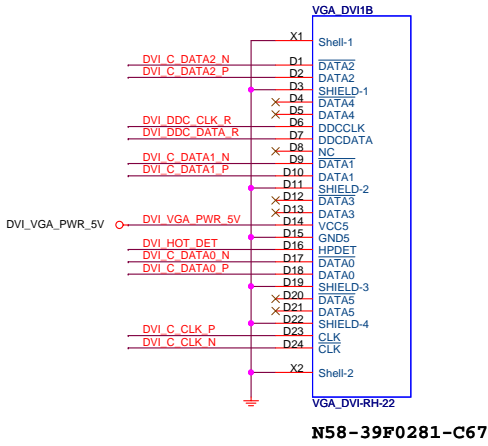 VGA_DVI1B
X1 Shell-1
DVI_C_DATA2_N D1 DATA2
DVI_C_DATA2_P D2 DATA2
D3 SHIELD-1
D4 DATA4
D5 DATA4
DVI_DDC_CLK_R D6 DDCCLK
DVI_DDC_DATA_R D7 DDCDATA
D8 NC
DVI_C_DATA1_N D9 DATA1
DVI_C_DATA1_P D10 DATA1
D11 SHIELD-2
D12 DATA3
D13 DATA3
DVI_VGA_PWR_5V DVI_VGA_PWR_5V D14 VCC5
D15 GND5
DVI_HOT_DET D16 HPDET
DVI_C_DATA0_N D17 DATA0
DVI_C_DATA0_P D18 DATA0
D19 SHIELD-3
D20 DATA5
D21 DATA5
D22 SHIELD-4
DVI_C_CLK_P D23 CLK
DVI_C_CLK_N D24 CLK
X2 Shell-2
VGA_DVI-RH-22
N58-39F0281-C67